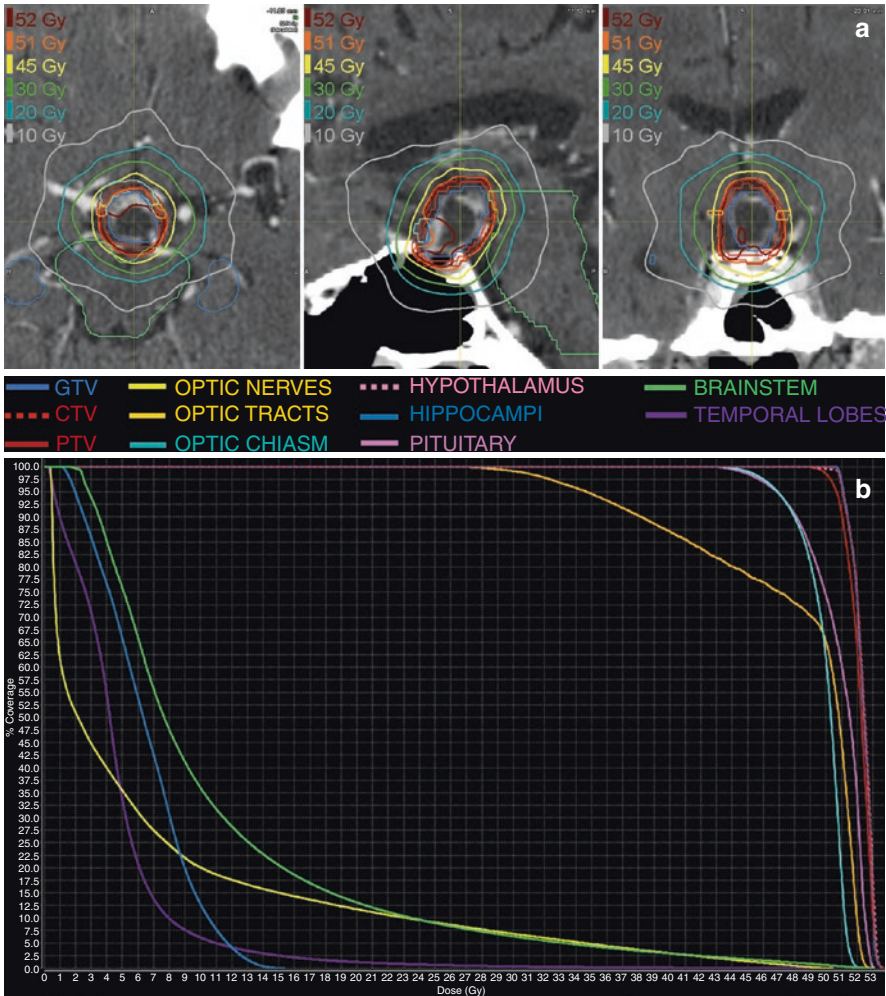 52 Gy
51 Gy
45 Gy
30 Gy
20 Gy
10 Gy
52 Gy
51 Gy
45 Gy
30 Gy
20 Gy
10 Gy
52 Gy
51 Gy
45 Gy
30 Gy
20 Gy
10 Gy
a
GTV OPTIC NERVES HYPOTHALAMUS BRAINSTEM
CTV OPTIC TRACTS HIPPOCAMPI TEMPORAL LOBES
PTV OPTIC CHIASM PITUITARY
b
% Coverage
100.0
97.5
95.0
92.5
90.0
87.5
85.0
82.5
80.0
77.5
75.0
72.5
70.0
67.5
65.0
62.5
60.0
57.5
55.0
52.5
50.0
47.5
45.0
42.5
40.0
37.5
35.0
32.5
30.0
27.5
25.0
22.5
20.0
17.5
15.0
12.5
10.0
7.5
5.0
2.5
0.0
0 1 2 3 4 5 6 7 8 9 10 11 12 13 14 15 16 17 18 19 20 21 22 23 24 25 26 27 28 29 30 31 32 33 34 35 36 37 38 39 40 41 42 43 44 45 46 47 48 49 50 51 52 53
Dose (Gy)